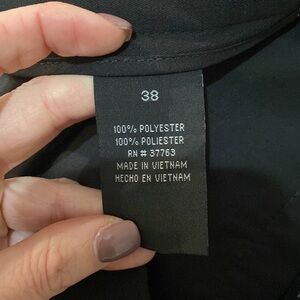 38
100% POLYESTER
100% POLIESTER
RN # 37763
MADE IN VIETNAM
HECHO EN VIETNAM